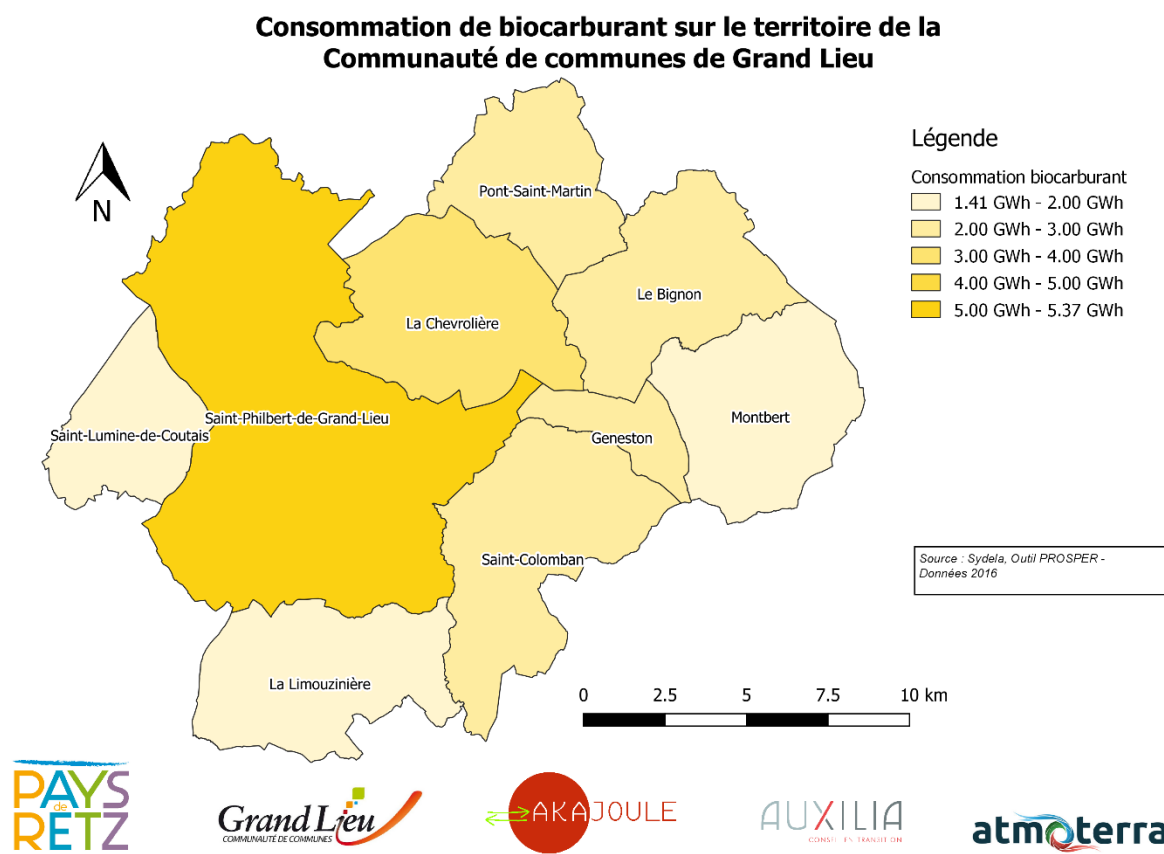 Consommation de biocarburant sur le territoire de la
Communauté de communes de Grand Lieu
N
Légende
Consommation biocarburant
1.41 GWh - 2.00 GWh
2.00 GWh - 3.00 GWh
3.00 GWh - 4.00 GWh
4.00 GWh - 5.00 GWh
5.00 GWh - 5.37 GWh
Pont-Saint-Martin
Le Bignon
La Chevrolière
Saint-Philbert-de-Grand-Lieu
Saint-Lumine-de-Coutais
Geneston
Montbert
Saint-Colomban
La Limouzinière
Source : Sydela, Outil PROSPER -
Données 2016
0 2.5 5 7.5 10 km
PAYS
de
RETZ
Grand Lieu
COMMUNAUTÉ DE COMMUNES
AKAJOULE
AUXILIA
CONSEIL EN TRANSITION
atmoterra